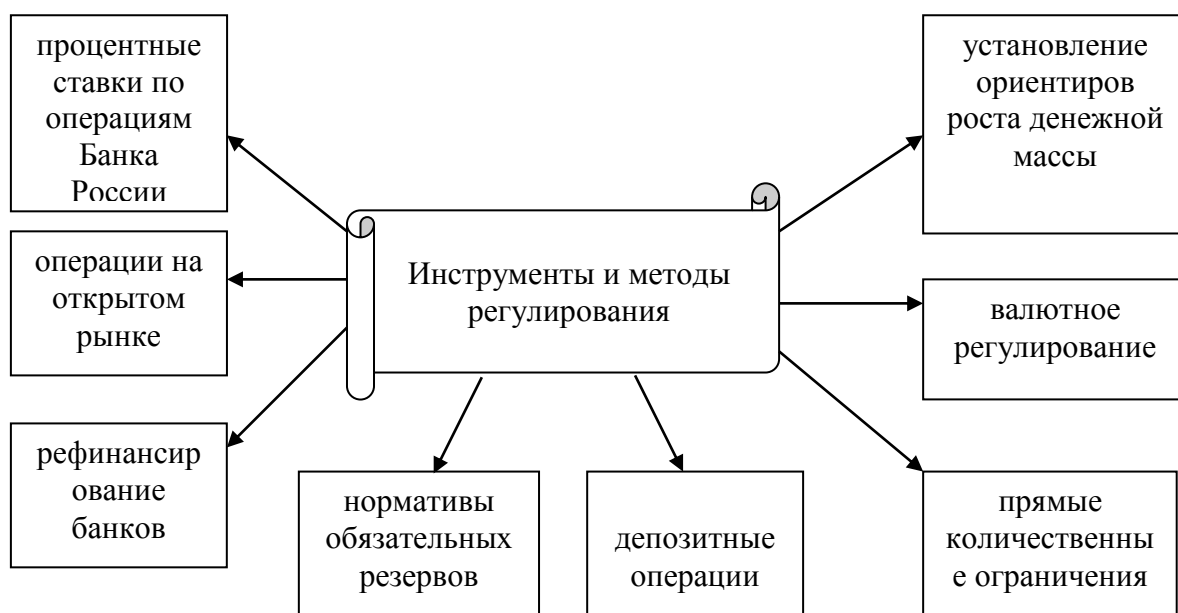 процентные
ставки по
операциям
Банка
России
установление
ориентиров
роста денежной
массы
операции на
открытом
рынке
Инструменты и методы
регулирования
валютное
регулирование
рефинансир
ование
банков
нормативы
обязательных
резервов
депозитные
операции
прямые
количественны
е ограничения